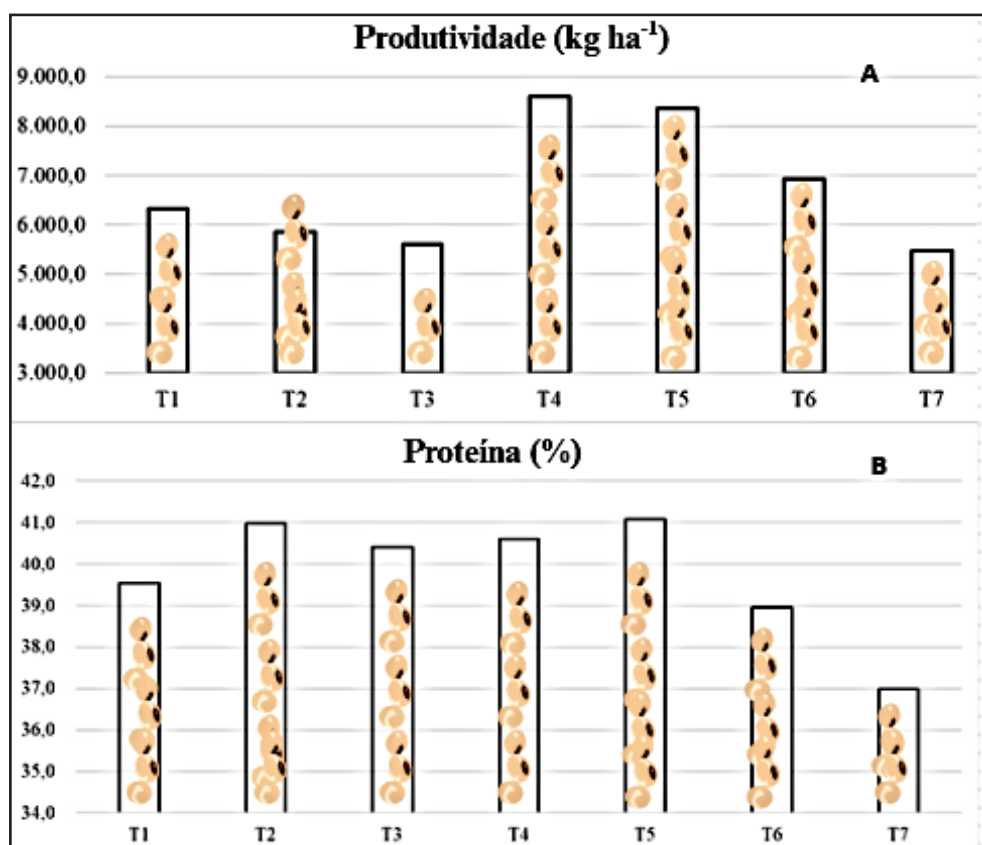 Produtividade (kg ha⁻¹)
A
9.000,0
8.000,0
7.000,0
6.000,0
5.000,0
4.000,0
3.000,0
T1 T2 T3 T4 T5 T6 T7
Proteína (%)
B
42,0
41,0
40,0
39,0
38,0
37,0
36,0
35,0
34,0
T1 T2 T3 T4 T5 T6 T7